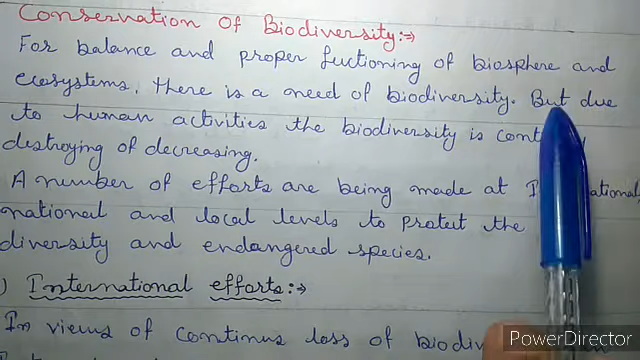 Conservation Of Biodiversity:→
For balance and proper fuctioning of biosphere and
ecosystems, there is a need of biodiversity. But due
to human activities the biodiversity is
destroying of decreasing.
A number of efforts are being made at
national and local levels to protect the
diversity and endangered species.
) International efforts:→
In views of continus loss of
PowerDirector